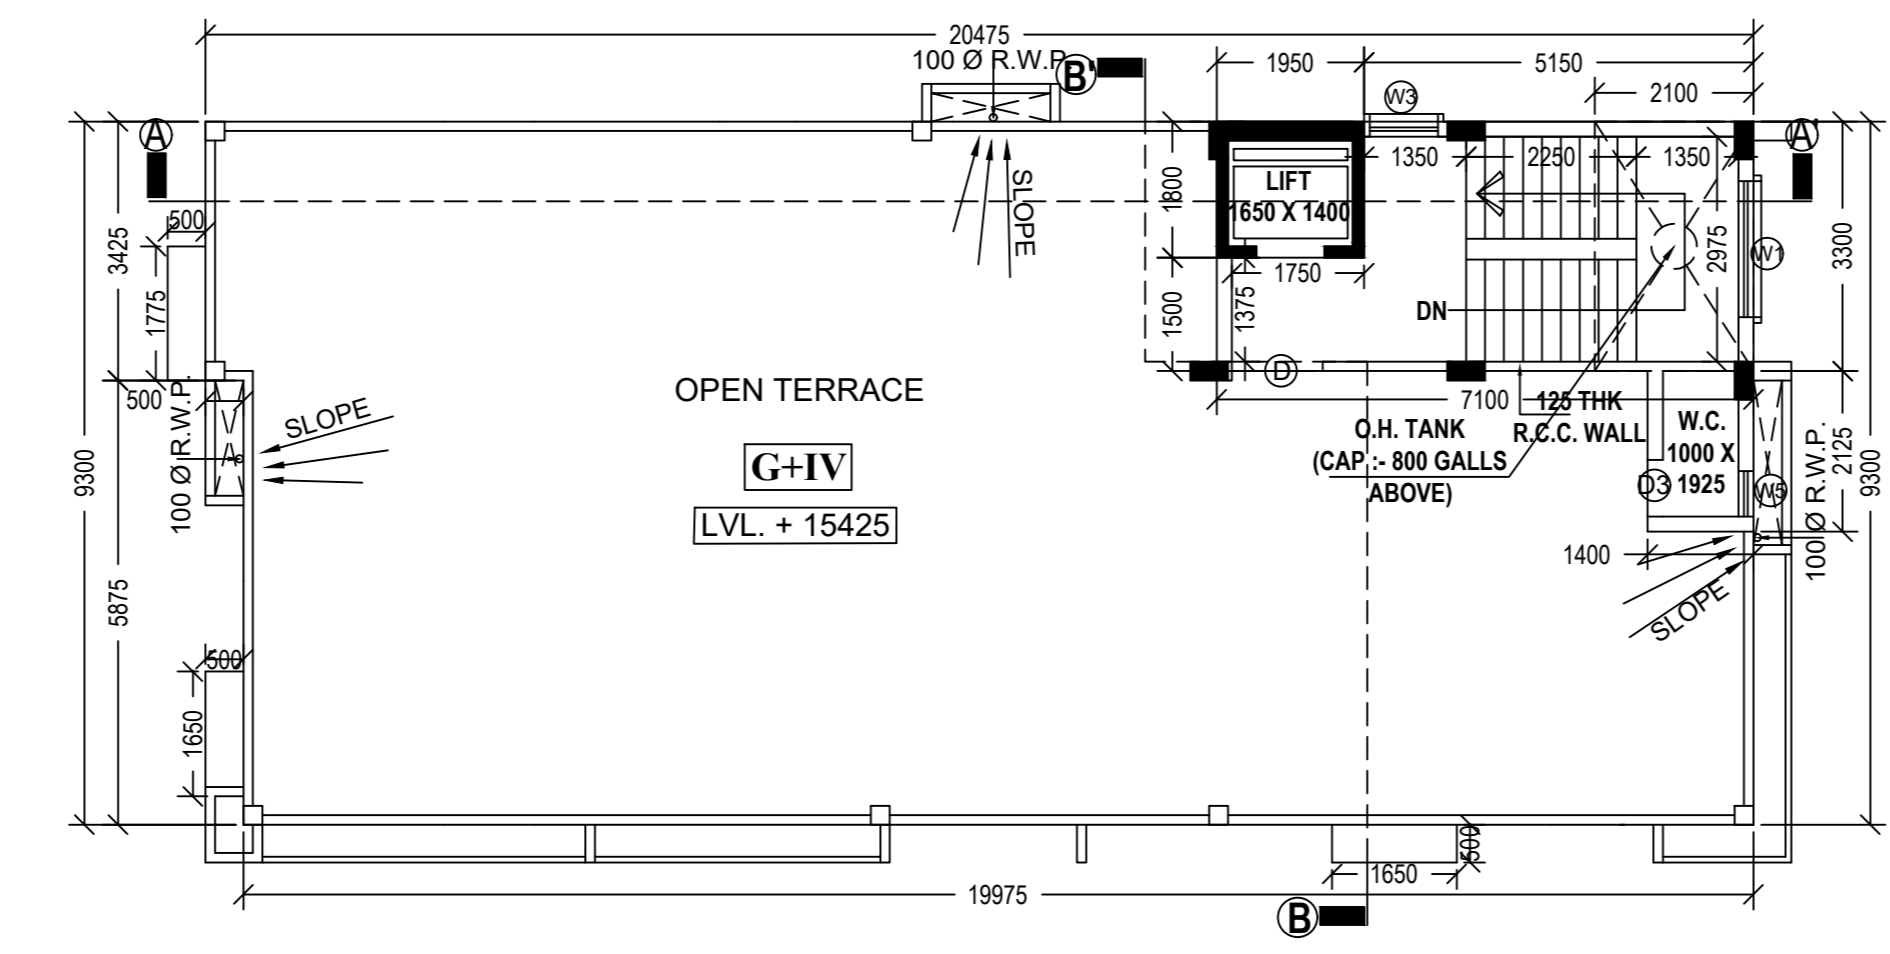 20475
100 Ø R.W.P.
B'
1950
5150
2100
W3
A
A'
1350
2250
1350
LIFT
1650 X 1400
1800
SLOPE
500
3425
1775
2975
W1
3300
1750
1375
1500
DN
D
OPEN TERRACE
500
SLOPE
100 Ø R.W.P.
7100
125 THK
R.C.C. WALL
O.H. TANK
(CAP :- 800 GALLS
ABOVE)
W.C.
1000 X
1925
D3
W5
2125
9300
100 Ø R.W.P.
9300
G+IV
LVL. + 15425
1400
SLOPE
5875
500
1650
500
1650
19975
B